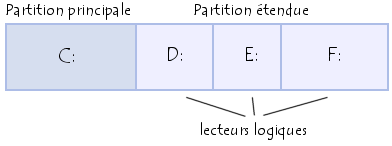 Partition principale Partition étendue
C: D: E: F:
lecteurs logiques